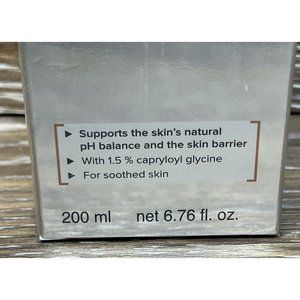 ▶ Supports the skin's natural
pH balance and the skin barrier
▶ With 1.5 % capryloyl glycine
▶ For soothed skin
200 ml net 6.76 fl. oz.